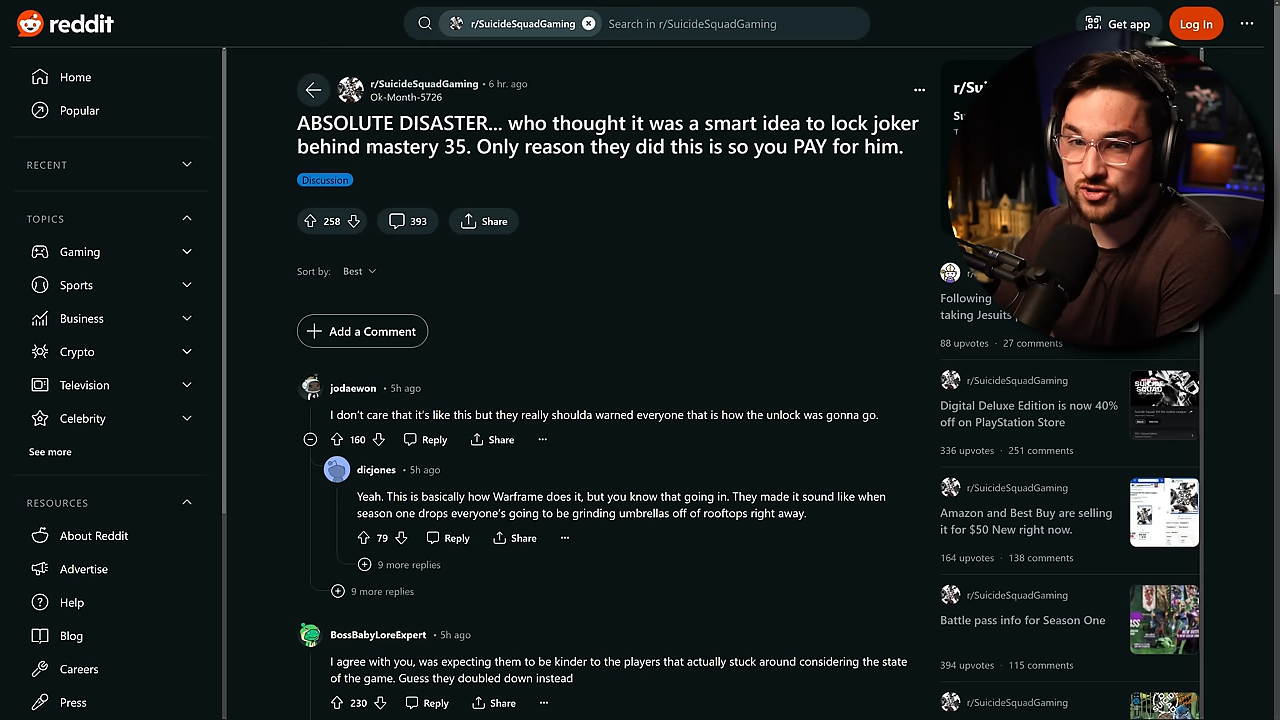 reddit
r/SuicideSquadGaming
Search in r/SuicideSquadGaming
Get app
Log In
Home
Popular
RECENT
TOPICS
Gaming
Sports
Business
Crypto
Television
Celebrity
See more
RESOURCES
About Reddit
Advertise
Help
Blog
Careers
Press
r/SuicideSquadGaming • 6 hr. ago
Ok-Month-5726
ABSOLUTE DISASTER... who thought it was a smart idea to lock joker
behind mastery 35. Only reason they did this is so you PAY for him.
Discussion
258
393
Share
Sort by: Best
Add a Comment
jodaewon • 5h ago
I don't care that it's like this but they really shoulda warned everyone that is how the unlock was gonna go.
160 Reply Share
dicjones • 5h ago
Yeah. This is basically how Warframe does it, but you know that going in. They made it sound like when
season one drops everyone's going to be grinding umbrellas off of rooftops right away.
79 Reply Share
9 more replies
9 more replies
BossBabyLoreExpert • 5h ago
I agree with you, was expecting them to be kinder to the players that actually stuck around considering the state
of the game. Guess they doubled down instead
230 Reply Share
Following
taking Jesuits
88 upvotes · 27 comments
r/SuicideSquadGaming
Digital Deluxe Edition is now 40%
off on PlayStation Store
336 upvotes · 251 comments
r/SuicideSquadGaming
Amazon and Best Buy are selling
it for $50 New right now.
164 upvotes · 138 comments
r/SuicideSquadGaming
Battle pass info for Season One
394 upvotes · 115 comments
r/SuicideSquadGaming